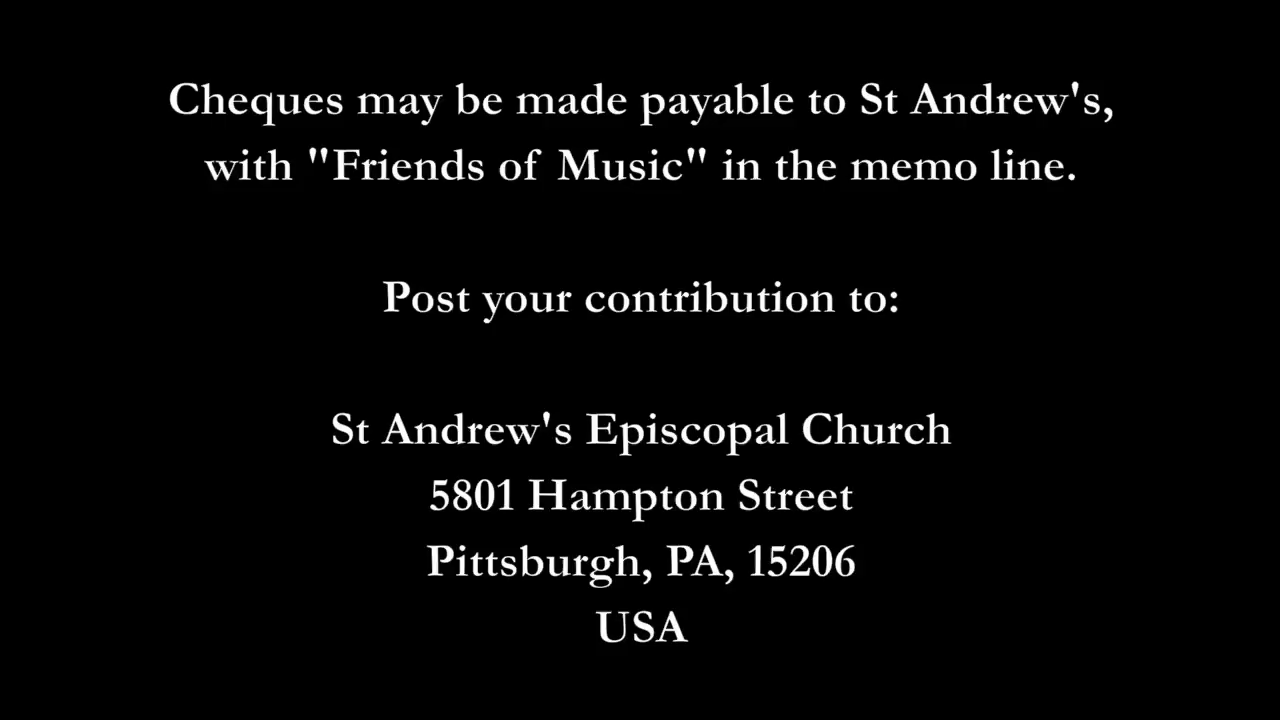 Cheques may be made payable to St Andrew's,
with "Friends of Music" in the memo line.
Post your contribution to:
St Andrew's Episcopal Church
5801 Hampton Street
Pittsburgh, PA, 15206
USA